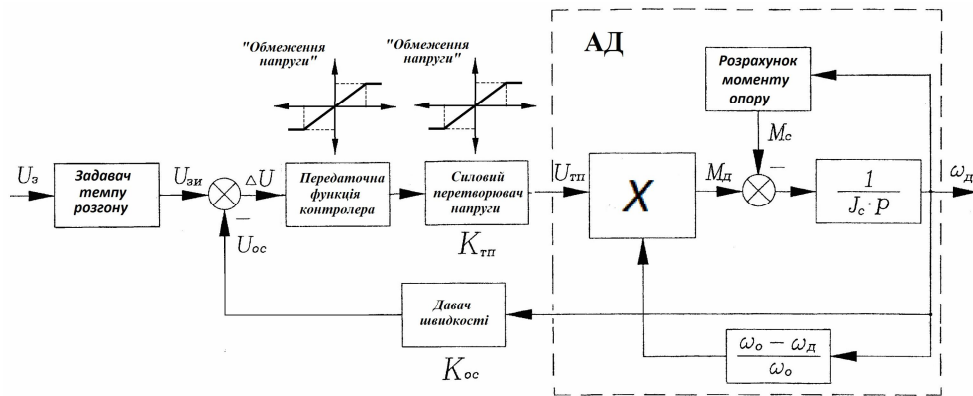 "Обмеження
напруги"
"Обмеження
напруги"
АД
Розрахунок
моменту
опору
Mс
Uз
Задавач
темпу
розгону
Uзи
ΔU
Передаточна
функція
контролера
Силовий
перетворювач
напруги
Kтп
Uтп
X
Mд
1
Jс·p
ωд
Uос
Давач
швидкості
Kос
ωо − ωд
ωо